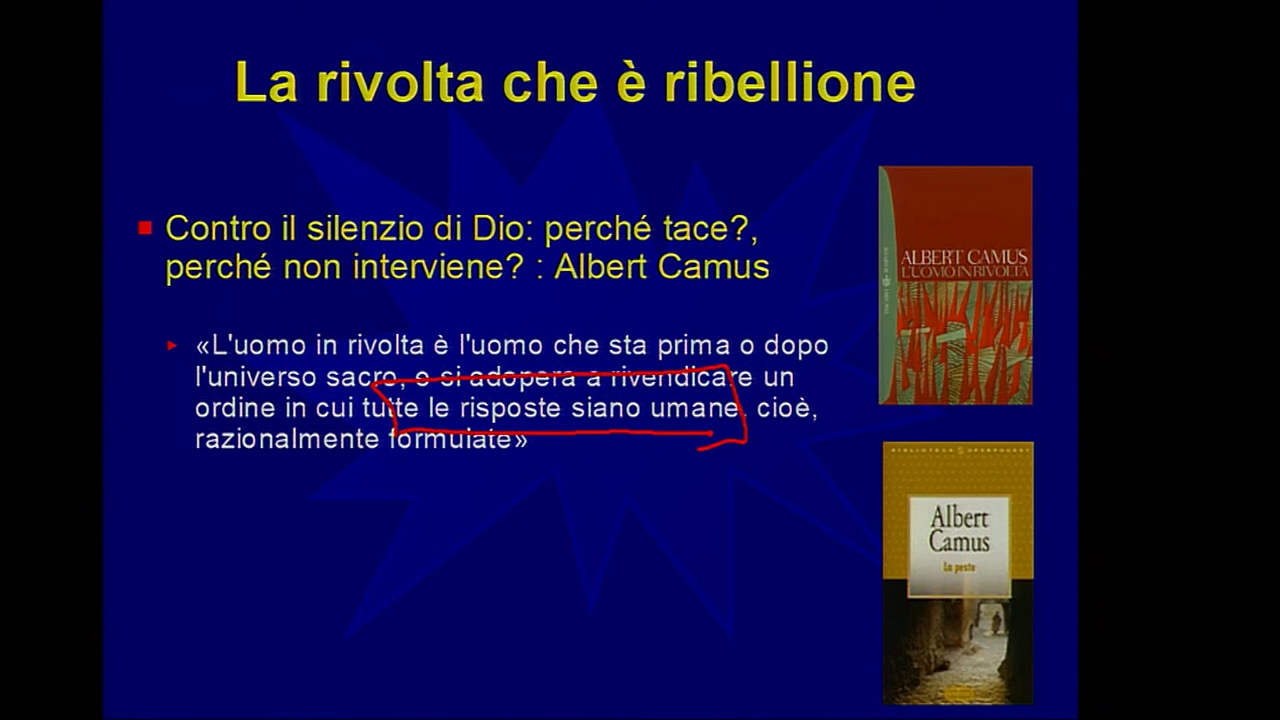 La rivolta che è ribellione
Contro il silenzio di Dio: perché tace?,
perché non interviene? : Albert Camus
«L'uomo in rivolta è l'uomo che sta prima o dopo
l'universo sacro, e si adopera a rivendicare un
ordine in cui tutte le risposte siano umane, cioè,
razionalmente formulate»
ALBERT CAMUS
L'UOMO IN RIVOLTA
Albert
Camus
La peste